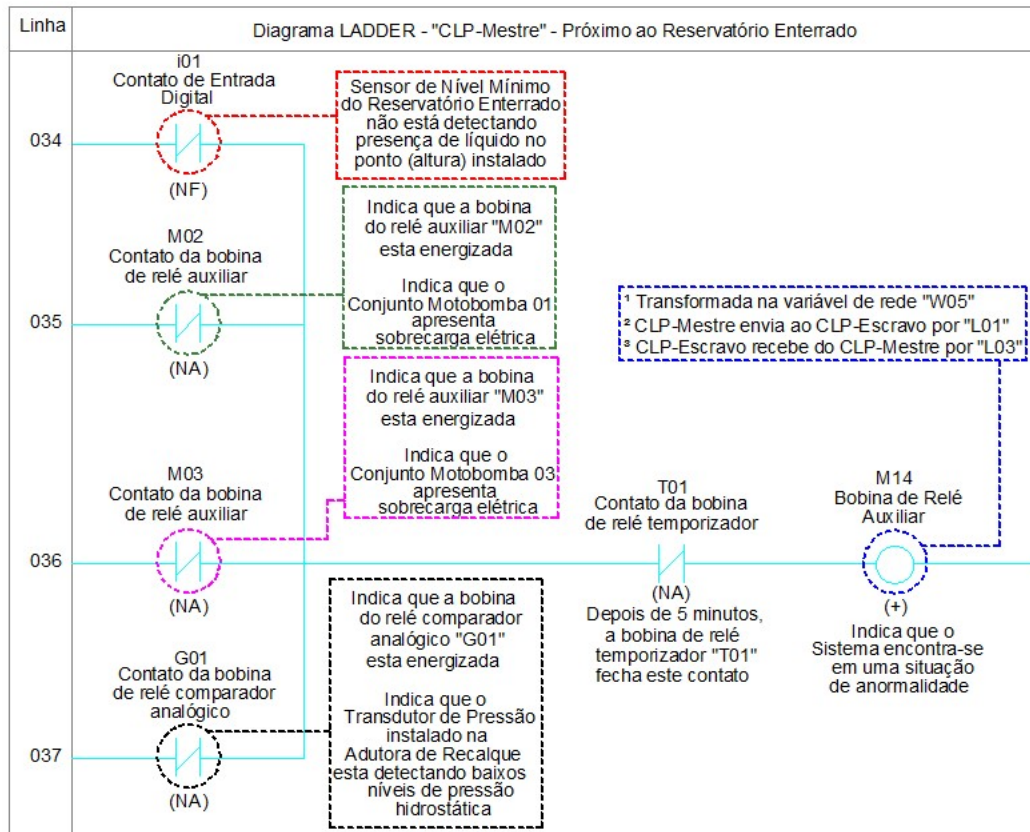 Linha
Diagrama LADDER - "CLP-Mestre" - Próximo ao Reservatório Enterrado
034
i01
Contato de Entrada
Digital
(NF)
Sensor de Nível Mínimo
do Reservatório Enterrado
não está detectando
presença de líquido no
ponto (altura) instalado
035
M02
Contato da bobina
de relé auxiliar
(NA)
Indica que a bobina
do relé auxiliar "M02"
esta energizada
Indica que o
Conjunto Motobomba 01
apresenta
sobrecarga elétrica
036
M03
Contato da bobina
de relé auxiliar
(NA)
Indica que a bobina
do relé auxiliar "M03"
esta energizada
Indica que o
Conjunto Motobomba 03
apresenta
sobrecarga elétrica
T01
Contato da bobina
de relé temporizador
(NA)
Depois de 5 minutos,
a bobina de relé
temporizador "T01"
fecha este contato
¹ Transformada na variável de rede "W05"
² CLP-Mestre envia ao CLP-Escravo por "L01"
³ CLP-Escravo recebe do CLP-Mestre por "L03"
M14
Bobina de Relé
Auxiliar
(+)
Indica que o
Sistema encontra-se
em uma situação
de anormalidade
037
G01
Contato da bobina
de relé comparador
analógico
(NA)
Indica que a bobina
do relé comparador
analógico "G01"
esta energizada
Indica que o
Transdutor de Pressão
instalado na
Adutora de Recalque
esta detectando baixos
níveis de pressão
hidrostática